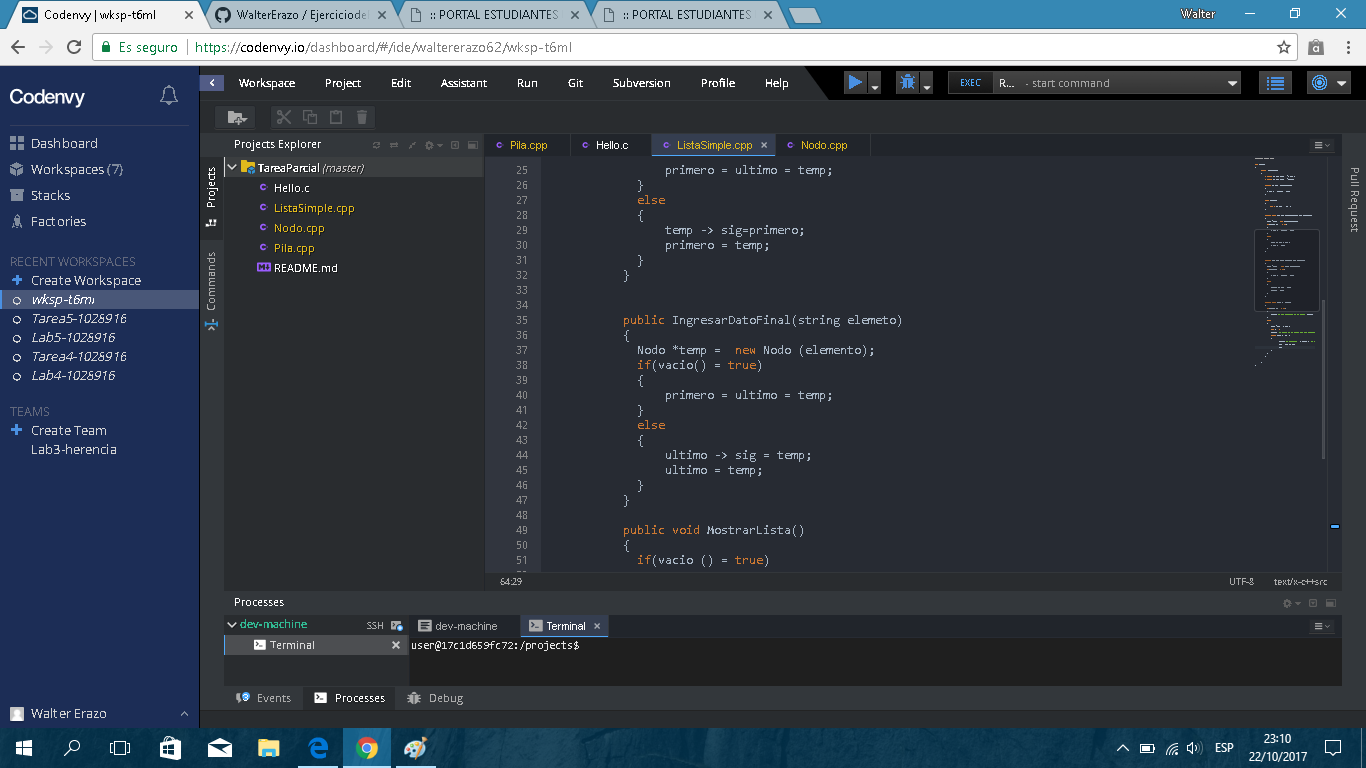 Codenvy | wksp-t6ml
WalterErazo / Ejerciciodel
:: PORTAL ESTUDIANTES
:: PORTAL ESTUDIANTES
Walter
Es seguro
https://codenvy.io/dashboard/#/ide/waltererazo62/wksp-t6ml
Codenvy
Workspace Project Edit Assistant Run Git Subversion Profile Help
EXEC R... - start command
Dashboard
Workspaces (7)
Stacks
Factories
RECENT WORKSPACES
Create Workspace
wksp-t6ml
Tarea5-1028916
Lab5-1028916
Tarea4-1028916
Lab4-1028916
TEAMS
Create Team
Lab3-herencia
Walter Erazo
Projects
Commands
Projects Explorer
TareaParcial (master)
Hello.c
ListaSimple.cpp
Nodo.cpp
Pila.cpp
README.md
Pila.cpp Hello.c ListaSimple.cpp Nodo.cpp
25 primero = ultimo = temp;
26 }
27 else
28 {
29 temp -> sig=primero;
30 primero = temp;
31 }
32 }
33
34
35 public IngresarDatoFinal(string elemeto)
36 {
37 Nodo *temp =  new Nodo (elemento);
38 if(vacio() = true)
39 {
40 primero = ultimo = temp;
41 }
42 else
43 {
44 ultimo -> sig = temp;
45 ultimo = temp;
46 }
47 }
48
49 public void MostrarLista()
50 {
51 if(vacio () = true)
Pull Request
64:29
UTF-8 text/x-c++src
Processes
dev-machine SSH
Terminal
dev-machine Terminal
user@17c1d659fc72:/projects$
Events Processes Debug
ESP
23:10
22/10/2017